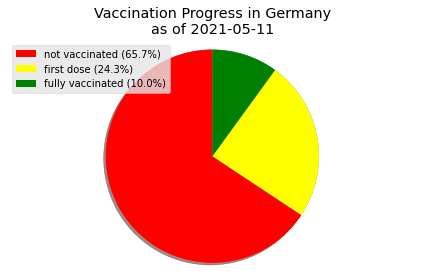 Vaccination Progress in Germany
as of 2021-05-11
not vaccinated (65.7%)
first dose (24.3%)
fully vaccinated (10.0%)